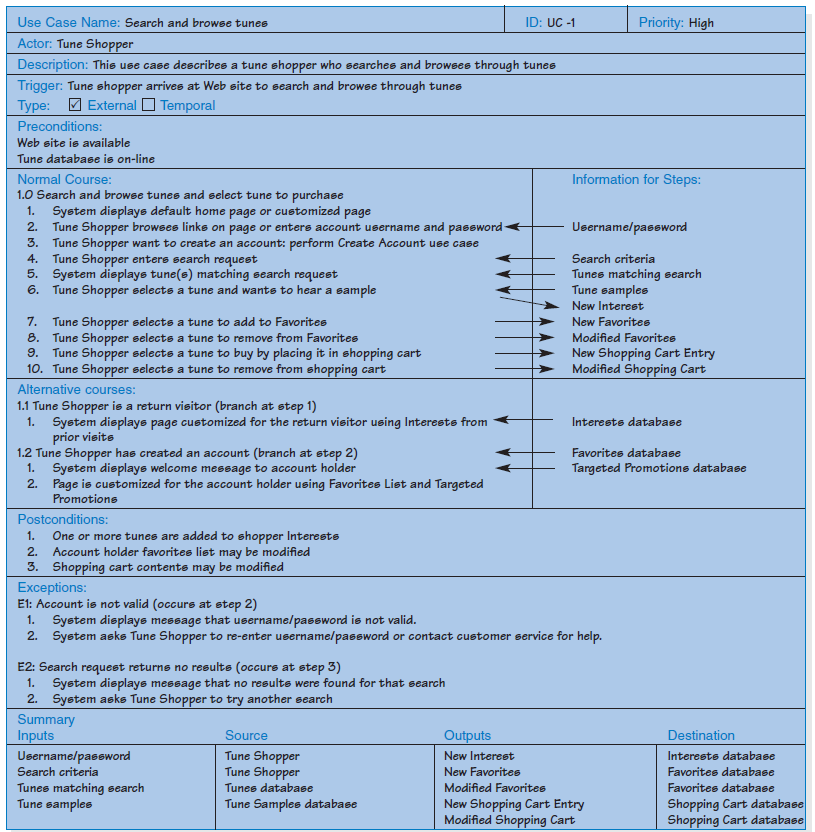 Use Case Name: Search and browse tunes ID: UC -1 Priority: High
Actor: Tune Shopper
Description: This use case describes a tune shopper who searches and browses through tunes
Trigger: Tune shopper arrives at Web site to search and browse through tunes
Type: External Temporal
Preconditions:
Web site is available
Tune database is on-line
Normal Course: Information for Steps:
1.0 Search and browse tunes and select tune to purchase
1. System displays default home page or customized page
2. Tune Shopper browses links on page or enters account username and password Username/password
3. Tune Shopper want to create an account: perform Create Account use case
4. Tune Shopper enters search request Search criteria
5. System displays tune(s) matching search request Tunes matching search
6. Tune Shopper selects a tune and wants to hear a sample Tune samples
New Interest
7. Tune Shopper selects a tune to add to Favorites New Favorites
8. Tune Shopper selects a tune to remove from Favorites Modified Favorites
9. Tune Shopper selects a tune to buy by placing it in shopping cart New Shopping Cart Entry
10. Tune Shopper selects a tune to remove from shopping cart Modified Shopping Cart
Alternative courses:
1.1 Tune Shopper is a return visitor (branch at step 1)
1. System displays page customized for the return visitor using Interests from Interests database
prior visits
1.2 Tune Shopper has created an account (branch at step 2) Favorites database
1. System displays welcome message to account holder Targeted Promotions database
2. Page is customized for the account holder using Favorites List and Targeted
Promotions
Postconditions:
1. One or more tunes are added to shopper Interests
2. Account holder favorites list may be modified
3. Shopping cart contents may be modified
Exceptions:
E1: Account is not valid (occurs at step 2)
1. System displays message that username/password is not valid.
2. System asks Tune Shopper to re-enter username/password or contact customer service for help.
E2: Search request returns no results (occurs at step 3)
1. System displays message that no results were found for that search
2. System asks Tune Shopper to try another search
Summary
Inputs Source Outputs Destination
Username/password Tune Shopper New Interest Interests database
Search criteria Tune Shopper New Favorites Favorites database
Tunes matching search Tunes database Modified Favorites Favorites database
Tune samples Tune Samples database New Shopping Cart Entry Shopping Cart database
Modified Shopping Cart Shopping Cart database